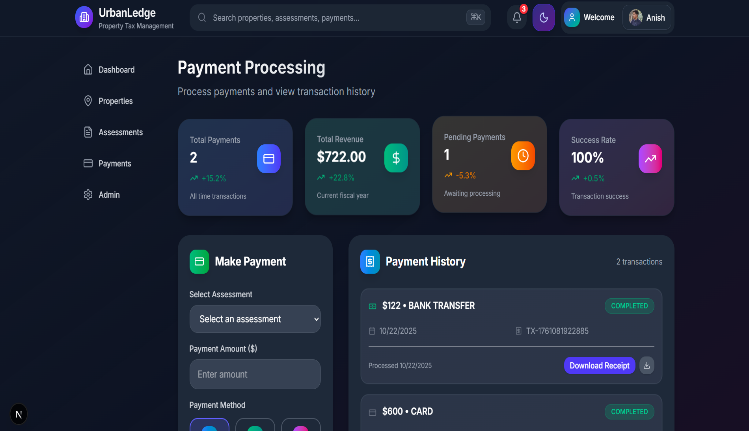 UrbanLedge
Property Tax Management
Search properties, assessments, payments...
⌘K
3
Welcome
Anish
Dashboard
Properties
Assessments
Payments
Admin
Payment Processing
Process payments and view transaction history
Total Payments
2
+15.2%
All time transactions
Total Revenue
$722.00
+22.8%
Current fiscal year
Pending Payments
1
-5.3%
Awaiting processing
Success Rate
100%
+0.5%
Transaction success
Make Payment
Select Assessment
Select an assessment
Payment Amount ($)
Enter amount
Payment Method
Payment History
2 transactions
$122 • BANK TRANSFER
COMPLETED
10/22/2025
TX-1761081922885
Processed 10/22/2025
Download Receipt
$600 • CARD
COMPLETED
N